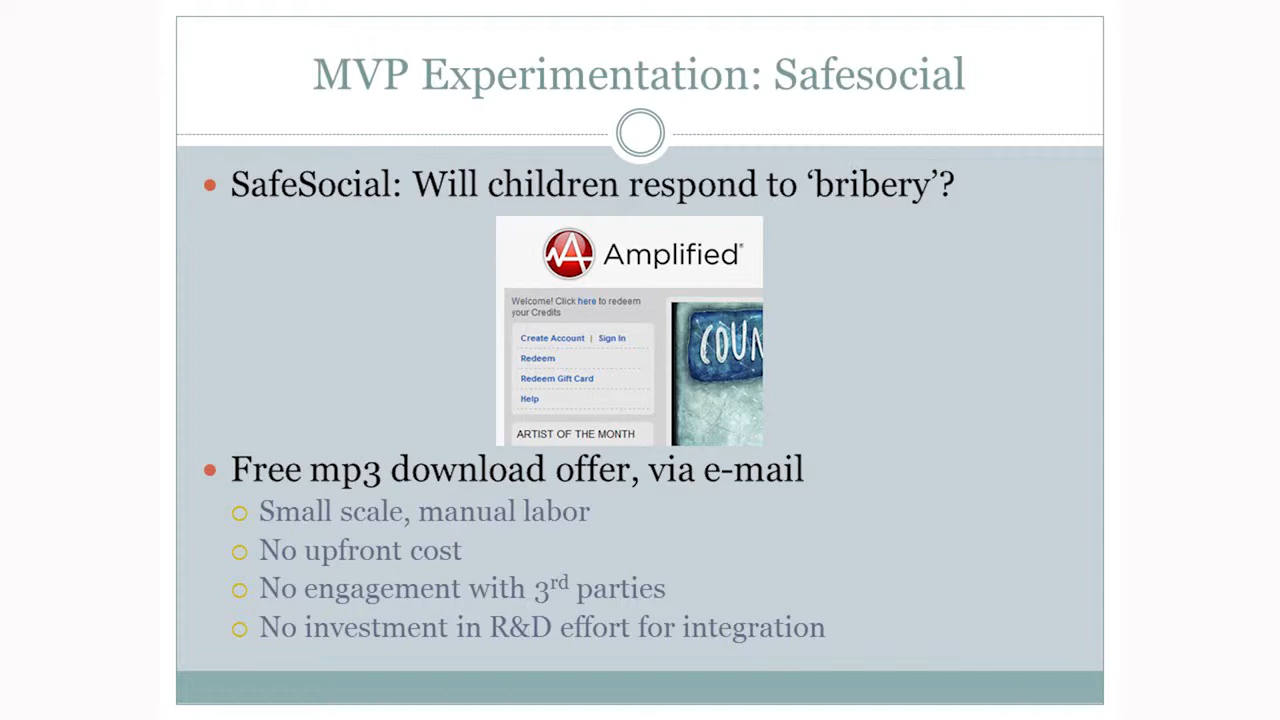 MVP Experimentation: Safesocial
• SafeSocial: Will children respond to ‘bribery’?
Amplified®
Welcome! Click here to redeem
your Credits
Create Account | Sign In
Redeem
Redeem Gift Card
Help
ARTIST OF THE MONTH
COUN
• Free mp3 download offer, via e-mail
Small scale, manual labor
No upfront cost
No engagement with 3rd parties
No investment in R&D effort for integration